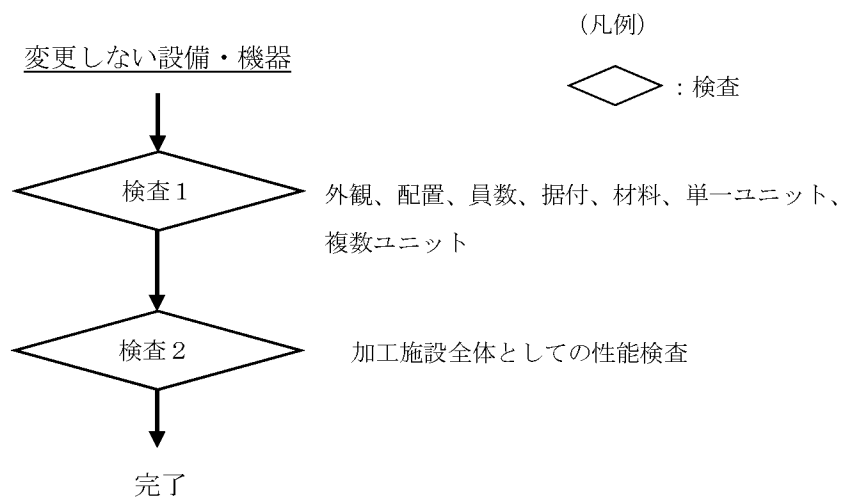 (凡例)
変更しない設備・機器
:検査
検査1
外観、配置、員数、据付、材料、単一ユニット、
複数ユニット
検査2
加工施設全体としての性能検査
完了